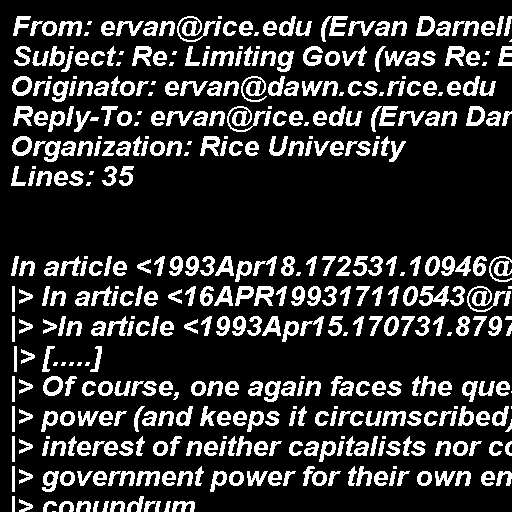 From: ervan@rice.edu (Ervan Darnell
Subject: Re: Limiting Govt (was Re:
Originator: ervan@dawn.cs.rice.edu
Reply-To: ervan@rice.edu (Ervan Dar
Organization: Rice University
Lines: 35
In article <1993Apr18.172531.10946@
|> In article <16APR199317110543@ri
|> >In article <1993Apr15.170731.8797
|> [.....]
|> Of course, one again faces the que
|> power (and keeps it circumscribed)
|> interest of neither capitalists nor co
|> government power for their own en
|> conundrum